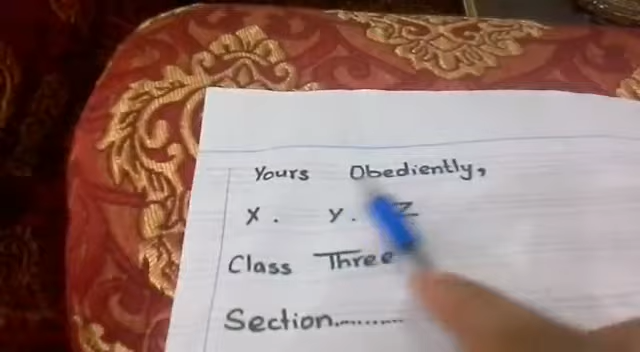 Yours Obediently,
X. Y. Z
Class Three
Section..........